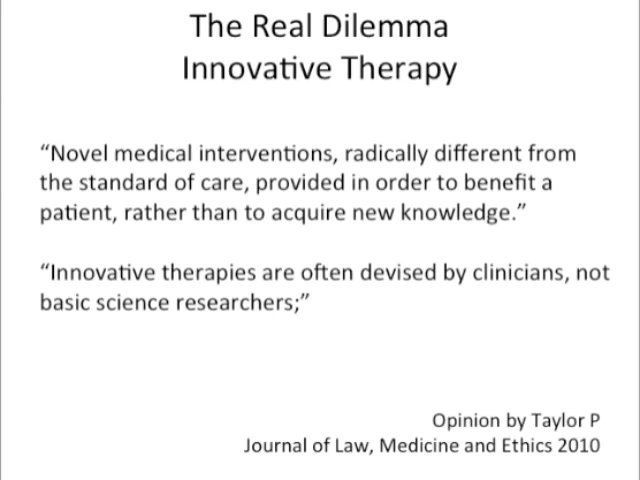 The Real Dilemma
Innovative Therapy
“Novel medical interventions, radically different from
the standard of care, provided in order to benefit a
patient, rather than to acquire new knowledge.”
“Innovative therapies are often devised by clinicians, not
basic science researchers;”
Opinion by Taylor P
Journal of Law, Medicine and Ethics 2010